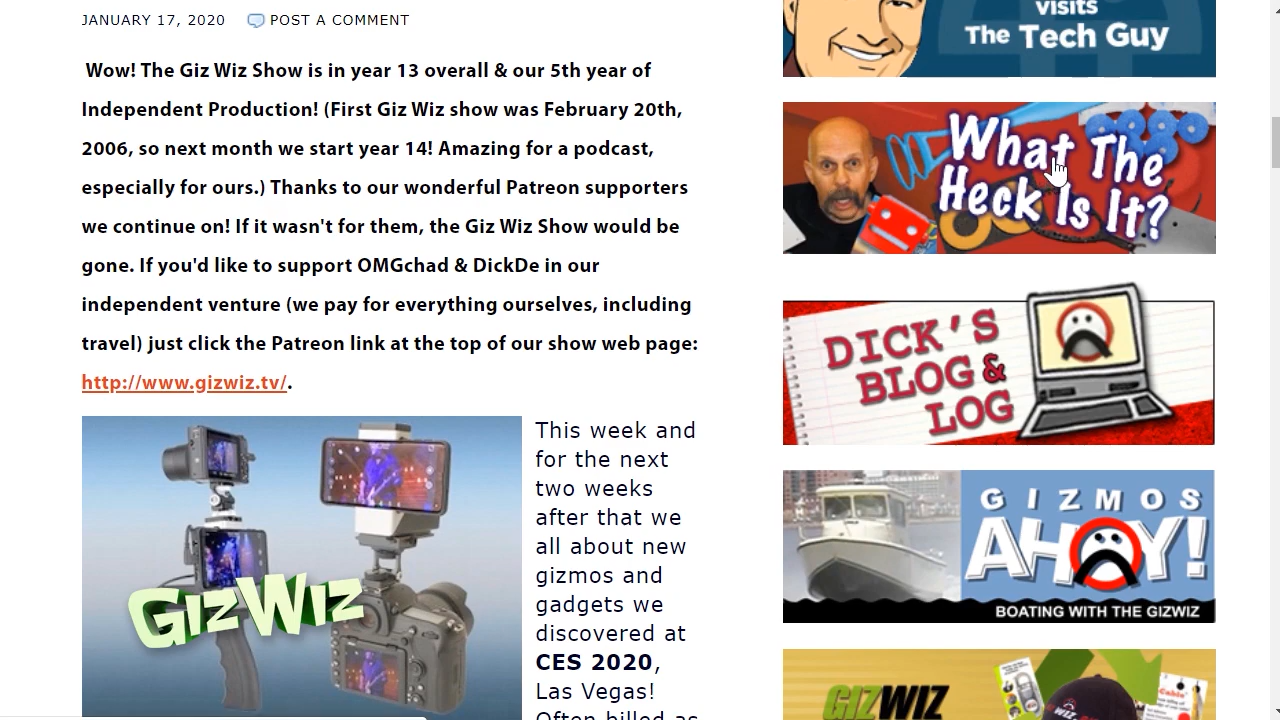 JANUARY 17, 2020 POST A COMMENT
Wow! The Giz Wiz Show is in year 13 overall & our 5th year of
Independent Production! (First Giz Wiz show was February 20th,
2006, so next month we start year 14! Amazing for a podcast,
especially for ours.) Thanks to our wonderful Patreon supporters
we continue on! If it wasn't for them, the Giz Wiz Show would be
gone. If you'd like to support OMGchad & DickDe in our
independent venture (we pay for everything ourselves, including
travel) just click the Patreon link at the top of our show web page:
http://www.gizwiz.tv/.
GIZWIZ
This week and
for the next
two weeks
after that we
all about new
gizmos and
gadgets we
discovered at
CES 2020,
Las Vegas!
Often billed as
visits
The Tech Guy
What The
Heck Is It?
DICK'S
BLOG &
LOG
GIZMOS
AHOY!
BOATING WITH THE GIZWIZ
GIZWIZ